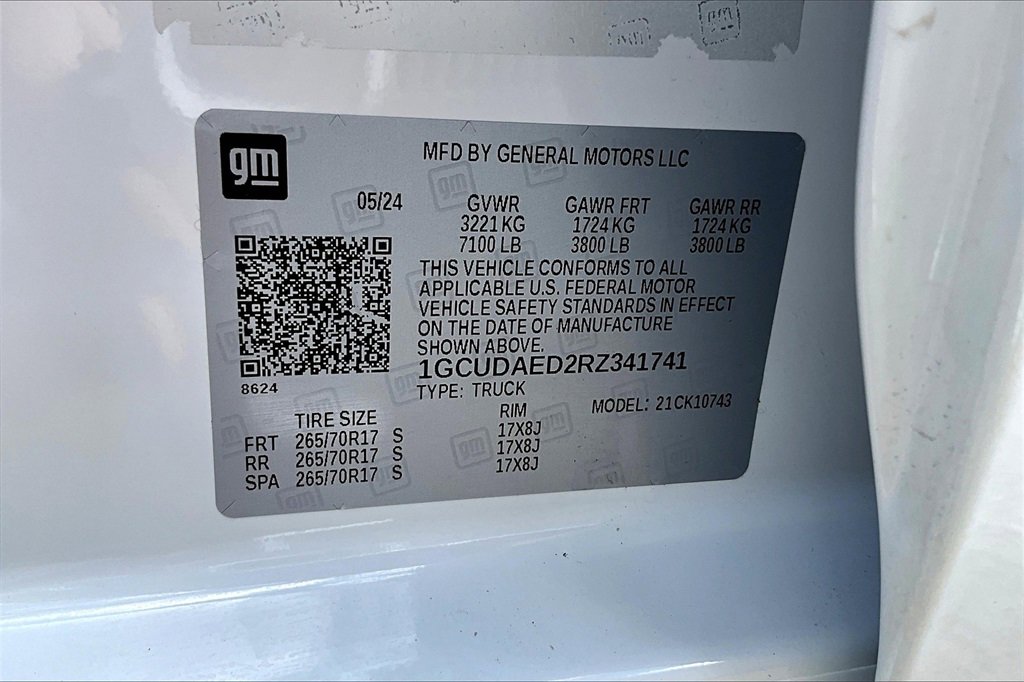 gm
MFD BY GENERAL MOTORS LLC
05/24
GVWR GAWR FRT GAWR RR
3221 KG 1724 KG 1724 KG
7100 LB 3800 LB 3800 LB
THIS VEHICLE CONFORMS TO ALL
APPLICABLE U.S. FEDERAL MOTOR
VEHICLE SAFETY STANDARDS IN EFFECT
ON THE DATE OF MANUFACTURE
SHOWN ABOVE.
1GCUDAED2RZ341741
8624
TYPE: TRUCK MODEL: 21CK10743
TIRE SIZE RIM
FRT 265/70R17 S 17X8J
RR 265/70R17 S 17X8J
SPA 265/70R17 S 17X8J